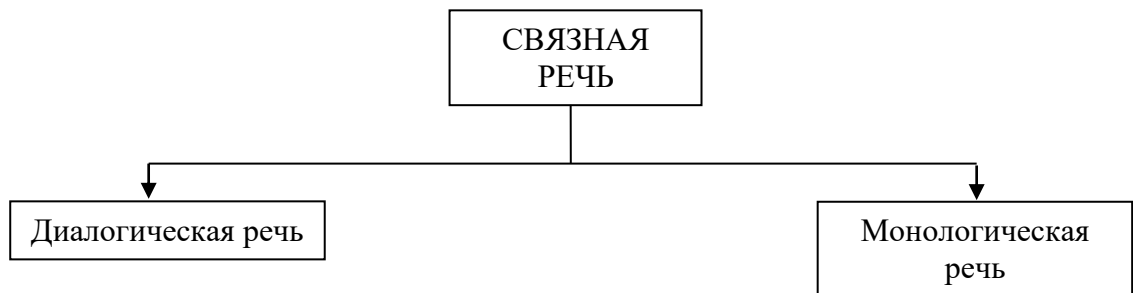 СВЯЗНАЯ
РЕЧЬ
Диалогическая речь
Монологическая
речь